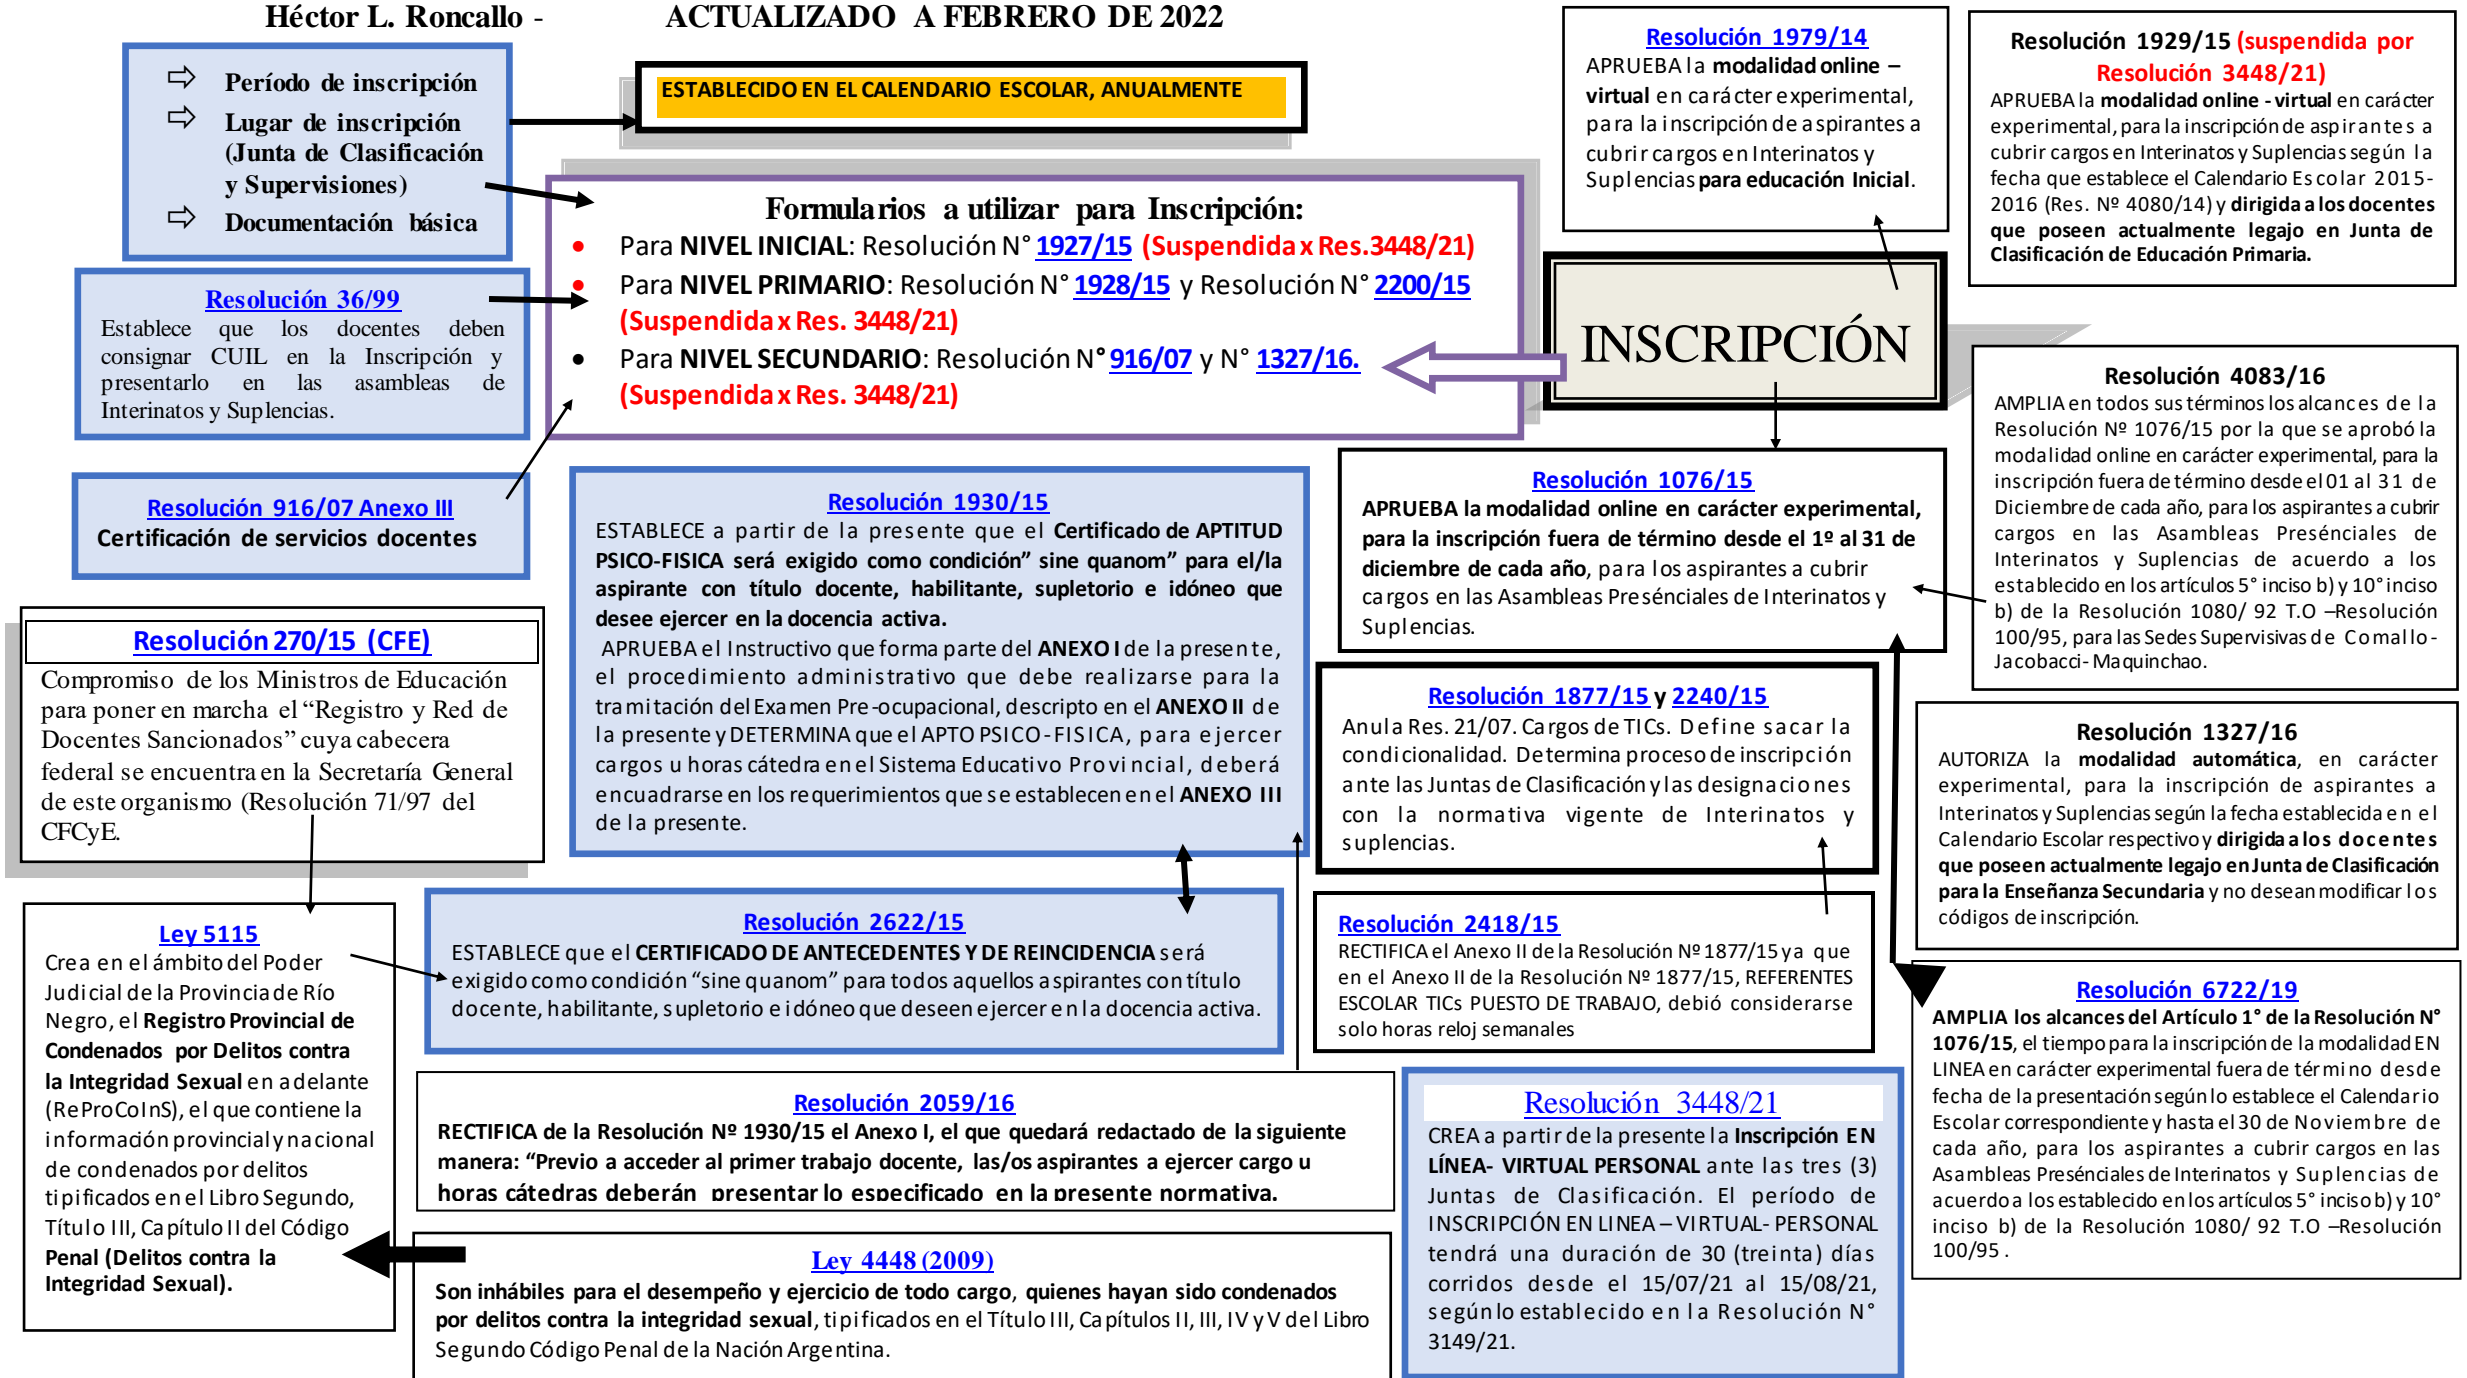 Héctor L. Roncallo - ACTUALIZADO A FEBRERO DE 2022
⇨ Período de inscripción
⇨ Lugar de inscripción
(Junta de Clasificación
y Supervisiones)
⇨ Documentación básica
ESTABLECIDO EN EL CALENDARIO ESCOLAR, ANUALMENTE
Formularios a utilizar para Inscripción:
• Para NIVEL INICIAL: Resolución N° 1927/15 (Suspendida x Res.3448/21)
• Para NIVEL PRIMARIO: Resolución N° 1928/15 y Resolución N° 2200/15
(Suspendida x Res. 3448/21)
• Para NIVEL SECUNDARIO: Resolución N° 916/07 y N° 1327/16.
(Suspendida x Res. 3448/21)
Resolución 1979/14
APRUEBA la modalidad online –
virtual en carácter experimental,
para la inscripción de aspirantes a
cubrir cargos en Interinatos y
Suplencias para educación Inicial.
Resolución 1929/15 (suspendida por
Resolución 3448/21)
APRUEBA la modalidad online - virtual en carácter
experimental, para la inscripción de aspirantes a
cubrir cargos en Interinatos y Suplencias según la
fecha que establece el Calendario Escolar 2015-
2016 (Res. Nº 4080/14) y dirigida a los docentes
que poseen actualmente legajo en Junta de
Clasificación de Educación Primaria.
INSCRIPCIÓN
Resolución 36/99
Establece que los docentes deben
consignar CUIL en la Inscripción y
presentarlo en las asambleas de
Interinatos y Suplencias.
Resolución 916/07 Anexo III
Certificación de servicios docentes
Resolución 1930/15
ESTABLECE a partir de la presente que el Certificado de APTITUD
PSICO-FISICA será exigido como condición” sine quanom” para el/la
aspirante con título docente, habilitante, supletorio e idóneo que
desee ejercer en la docencia activa.
APRUEBA el Instructivo que forma parte del ANEXO I de la presente,
el procedimiento administrativo que debe realizarse para la
tramitación del Examen Pre-ocupacional, descripto en el ANEXO II de
la presente y DETERMINA que el APTO PSICO-FISICA, para ejercer
cargos u horas cátedra en el Sistema Educativo Provincial, deberá
encuadrarse en los requerimientos que se establecen en el ANEXO III
de la presente.
Resolución 1076/15
APRUEBA la modalidad online en carácter experimental,
para la inscripción fuera de término desde el 1º al 31 de
diciembre de cada año, para los aspirantes a cubrir
cargos en las Asambleas Presénciales de Interinatos y
Suplencias.
Resolución 4083/16
AMPLIA en todos sus términos los alcances de la
Resolución Nº 1076/15 por la que se aprobó la
modalidad online en carácter experimental, para la
inscripción fuera de término desde el 01 al 31 de
Diciembre de cada año, para los aspirantes a cubrir
cargos en las Asambleas Presénciales de
Interinatos y Suplencias de acuerdo a los
establecido en los artículos 5° inciso b) y 10° inciso
b) de la Resolución 1080/ 92 T.O –Resolución
100/95, para las Sedes Supervisivas de Comallo-
Jacobacci- Maquinchao.
Resolución 270/15 (CFE)
Compromiso de los Ministros de Educación
para poner en marcha el “Registro y Red de
Docentes Sancionados” cuya cabecera
federal se encuentra en la Secretaría General
de este organismo (Resolución 71/97 del
CFCyE.
Resolución 1877/15 y 2240/15
Anula Res. 21/07. Cargos de TICs. Define sacar la
condicionalidad. Determina proceso de inscripción
ante las Juntas de Clasificación y las designaciones
con la normativa vigente de Interinatos y
suplencias.
Resolución 1327/16
AUTORIZA la modalidad automática, en carácter
experimental, para la inscripción de aspirantes a
Interinatos y Suplencias según la fecha establecida en el
Calendario Escolar respectivo y dirigida a los docentes
que poseen actualmente legajo en Junta de Clasificación
para la Enseñanza Secundaria y no desean modificar los
códigos de inscripción.
Ley 5115
Crea en el ámbito del Poder
Judicial de la Provincia de Río
Negro, el Registro Provincial de
Condenados por Delitos contra
la Integridad Sexual en adelante
(ReProCoInS), el que contiene la
información provincial y nacional
de condenados por delitos
tipificados en el Libro Segundo,
Título III, Capítulo II del Código
Penal (Delitos contra la
Integridad Sexual).
Resolución 2622/15
ESTABLECE que el CERTIFICADO DE ANTECEDENTES Y DE REINCIDENCIA será
exigido como condición “sine quanom” para todos aquellos aspirantes con título
docente, habilitante, supletorio e idóneo que deseen ejercer en la docencia activa.
Resolución 2418/15
RECTIFICA el Anexo II de la Resolución Nº 1877/15 ya que
en el Anexo II de la Resolución Nº 1877/15, REFERENTES
ESCOLAR TICs PUESTO DE TRABAJO, debió considerarse
solo horas reloj semanales
Resolución 6722/19
AMPLIA los alcances del Artículo 1° de la Resolución N°
1076/15, el tiempo para la inscripción de la modalidad EN
LINEA en carácter experimental fuera de término desde
fecha de la presentación según lo establece el Calendario
Escolar correspondiente y hasta el 30 de Noviembre de
cada año, para los aspirantes a cubrir cargos en las
Asambleas Presénciales de Interinatos y Suplencias de
acuerdo a los establecido en los artículos 5° inciso b) y 10°
inciso b) de la Resolución 1080/ 92 T.O –Resolución
100/95 .
Resolución 2059/16
RECTIFICA de la Resolución Nº 1930/15 el Anexo I, el que quedará redactado de la siguiente
manera: “Previo a acceder al primer trabajo docente, las/os aspirantes a ejercer cargo u
horas cátedras deberán presentar lo especificado en la presente normativa.
Resolución 3448/21
CREA a partir de la presente la Inscripción EN
LÍNEA- VIRTUAL PERSONAL ante las tres (3)
Juntas de Clasificación. El período de
INSCRIPCIÓN EN LINEA – VIRTUAL- PERSONAL
tendrá una duración de 30 (treinta) días
corridos desde el 15/07/21 al 15/08/21,
según lo establecido en la Resolución N°
3149/21.
Ley 4448 (2009)
Son inhábiles para el desempeño y ejercicio de todo cargo, quienes hayan sido condenados
por delitos contra la integridad sexual, tipificados en el Título III, Capítulos II, III, IV y V del Libro
Segundo Código Penal de la Nación Argentina.